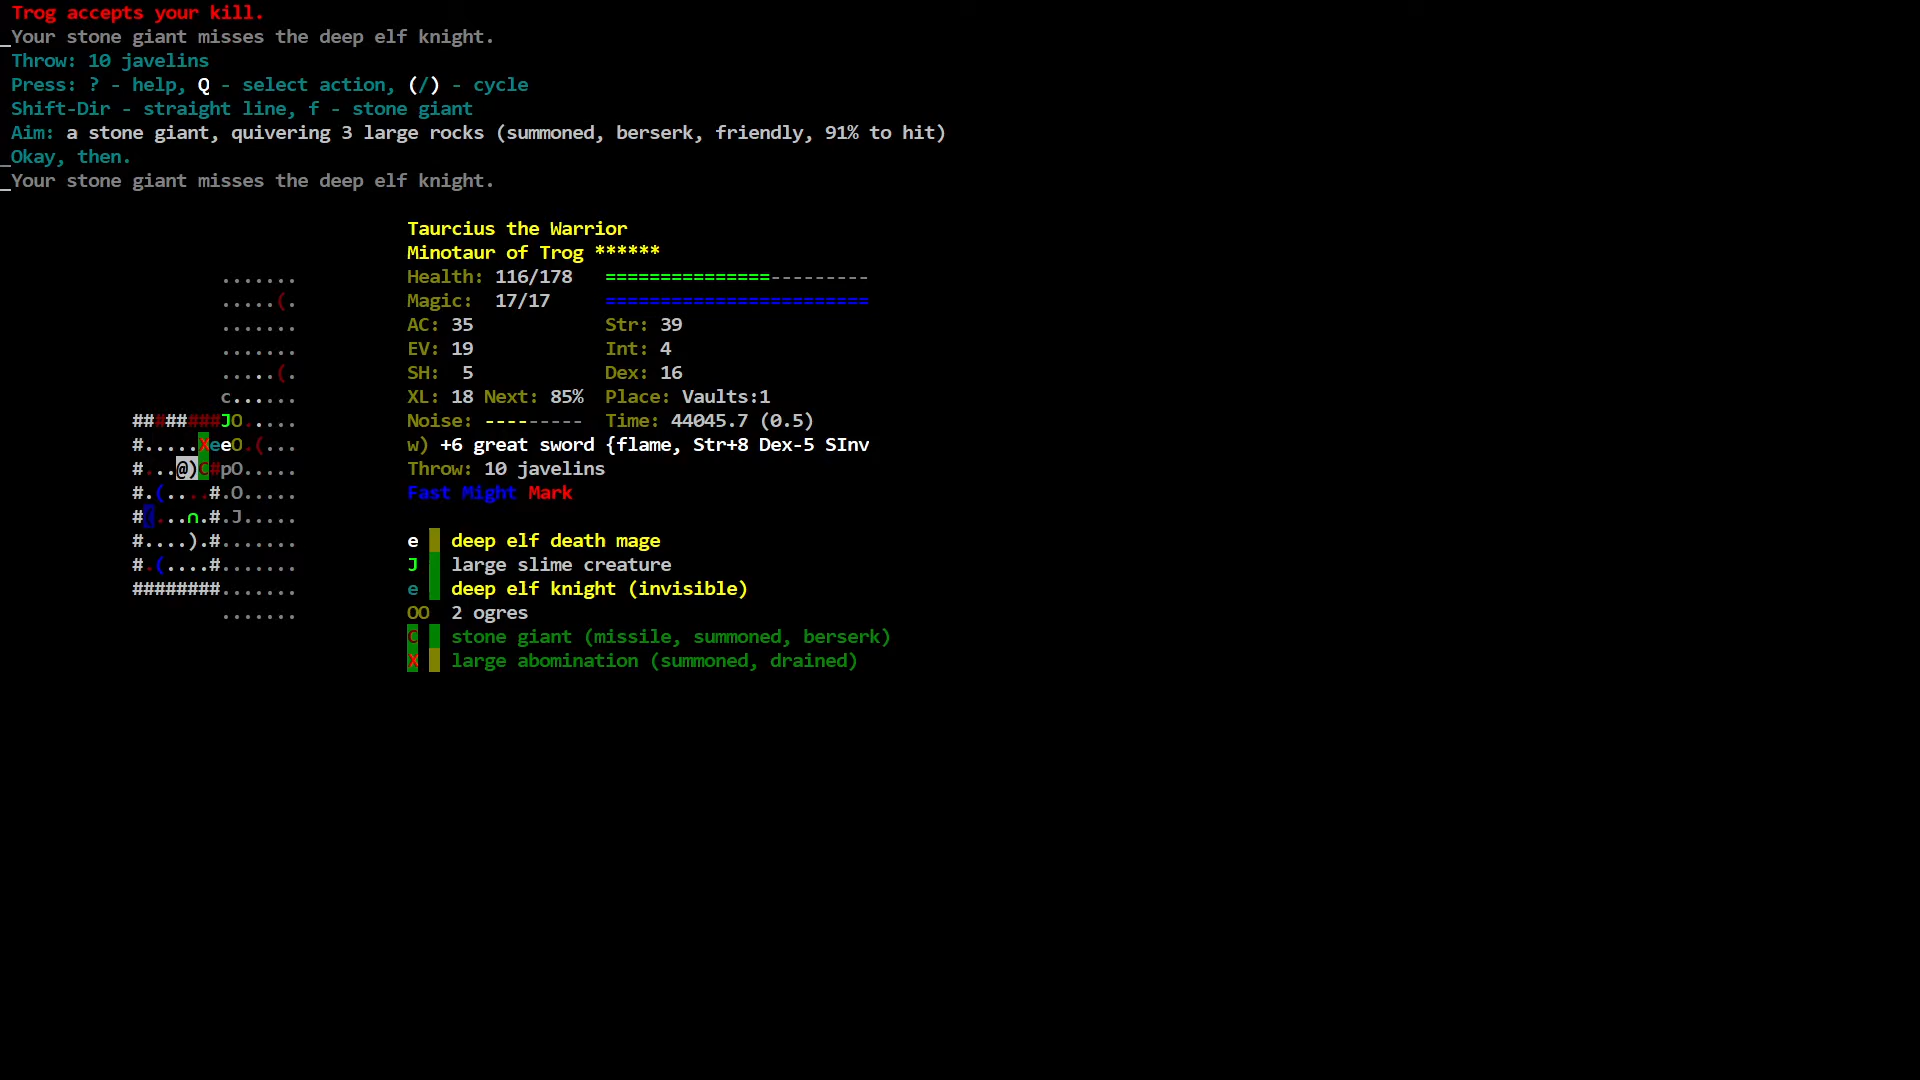 Trog accepts your kill.
_Your stone giant misses the deep elf knight.
Throw: 10 javelins
Press: ? - help, Q - select action, (/) - cycle
Shift-Dir - straight line, f - stone giant
Aim: a stone giant, quivering 3 large rocks (summoned, berserk, friendly, 91% to hit)
_Okay, then.
_Your stone giant misses the deep elf knight.
Taurcius the Warrior
Minotaur of Trog ******
....... Health: 116/178 ===============---------
.....(. Magic: 17/17 ========================
....... AC: 35 Str: 39
....... EV: 19 Int: 4
.....(. SH: 5 Dex: 16
c...... XL: 18 Next: 85% Place: Vaults:1
########JO..... Noise: --------- Time: 44045.7 (0.5)
#.....XeeO.(... w) +6 great sword {flame, Str+8 Dex-5 SInv
#...@)C#pO..... Throw: 10 javelins
#.(....#.O..... Fast Might Mark
#(...∩.#.J.....
#....).#....... e deep elf death mage
#.(....#....... J large slime creature
########....... e deep elf knight (invisible)
....... OO 2 ogres
C stone giant (missile, summoned, berserk)
X large abomination (summoned, drained)